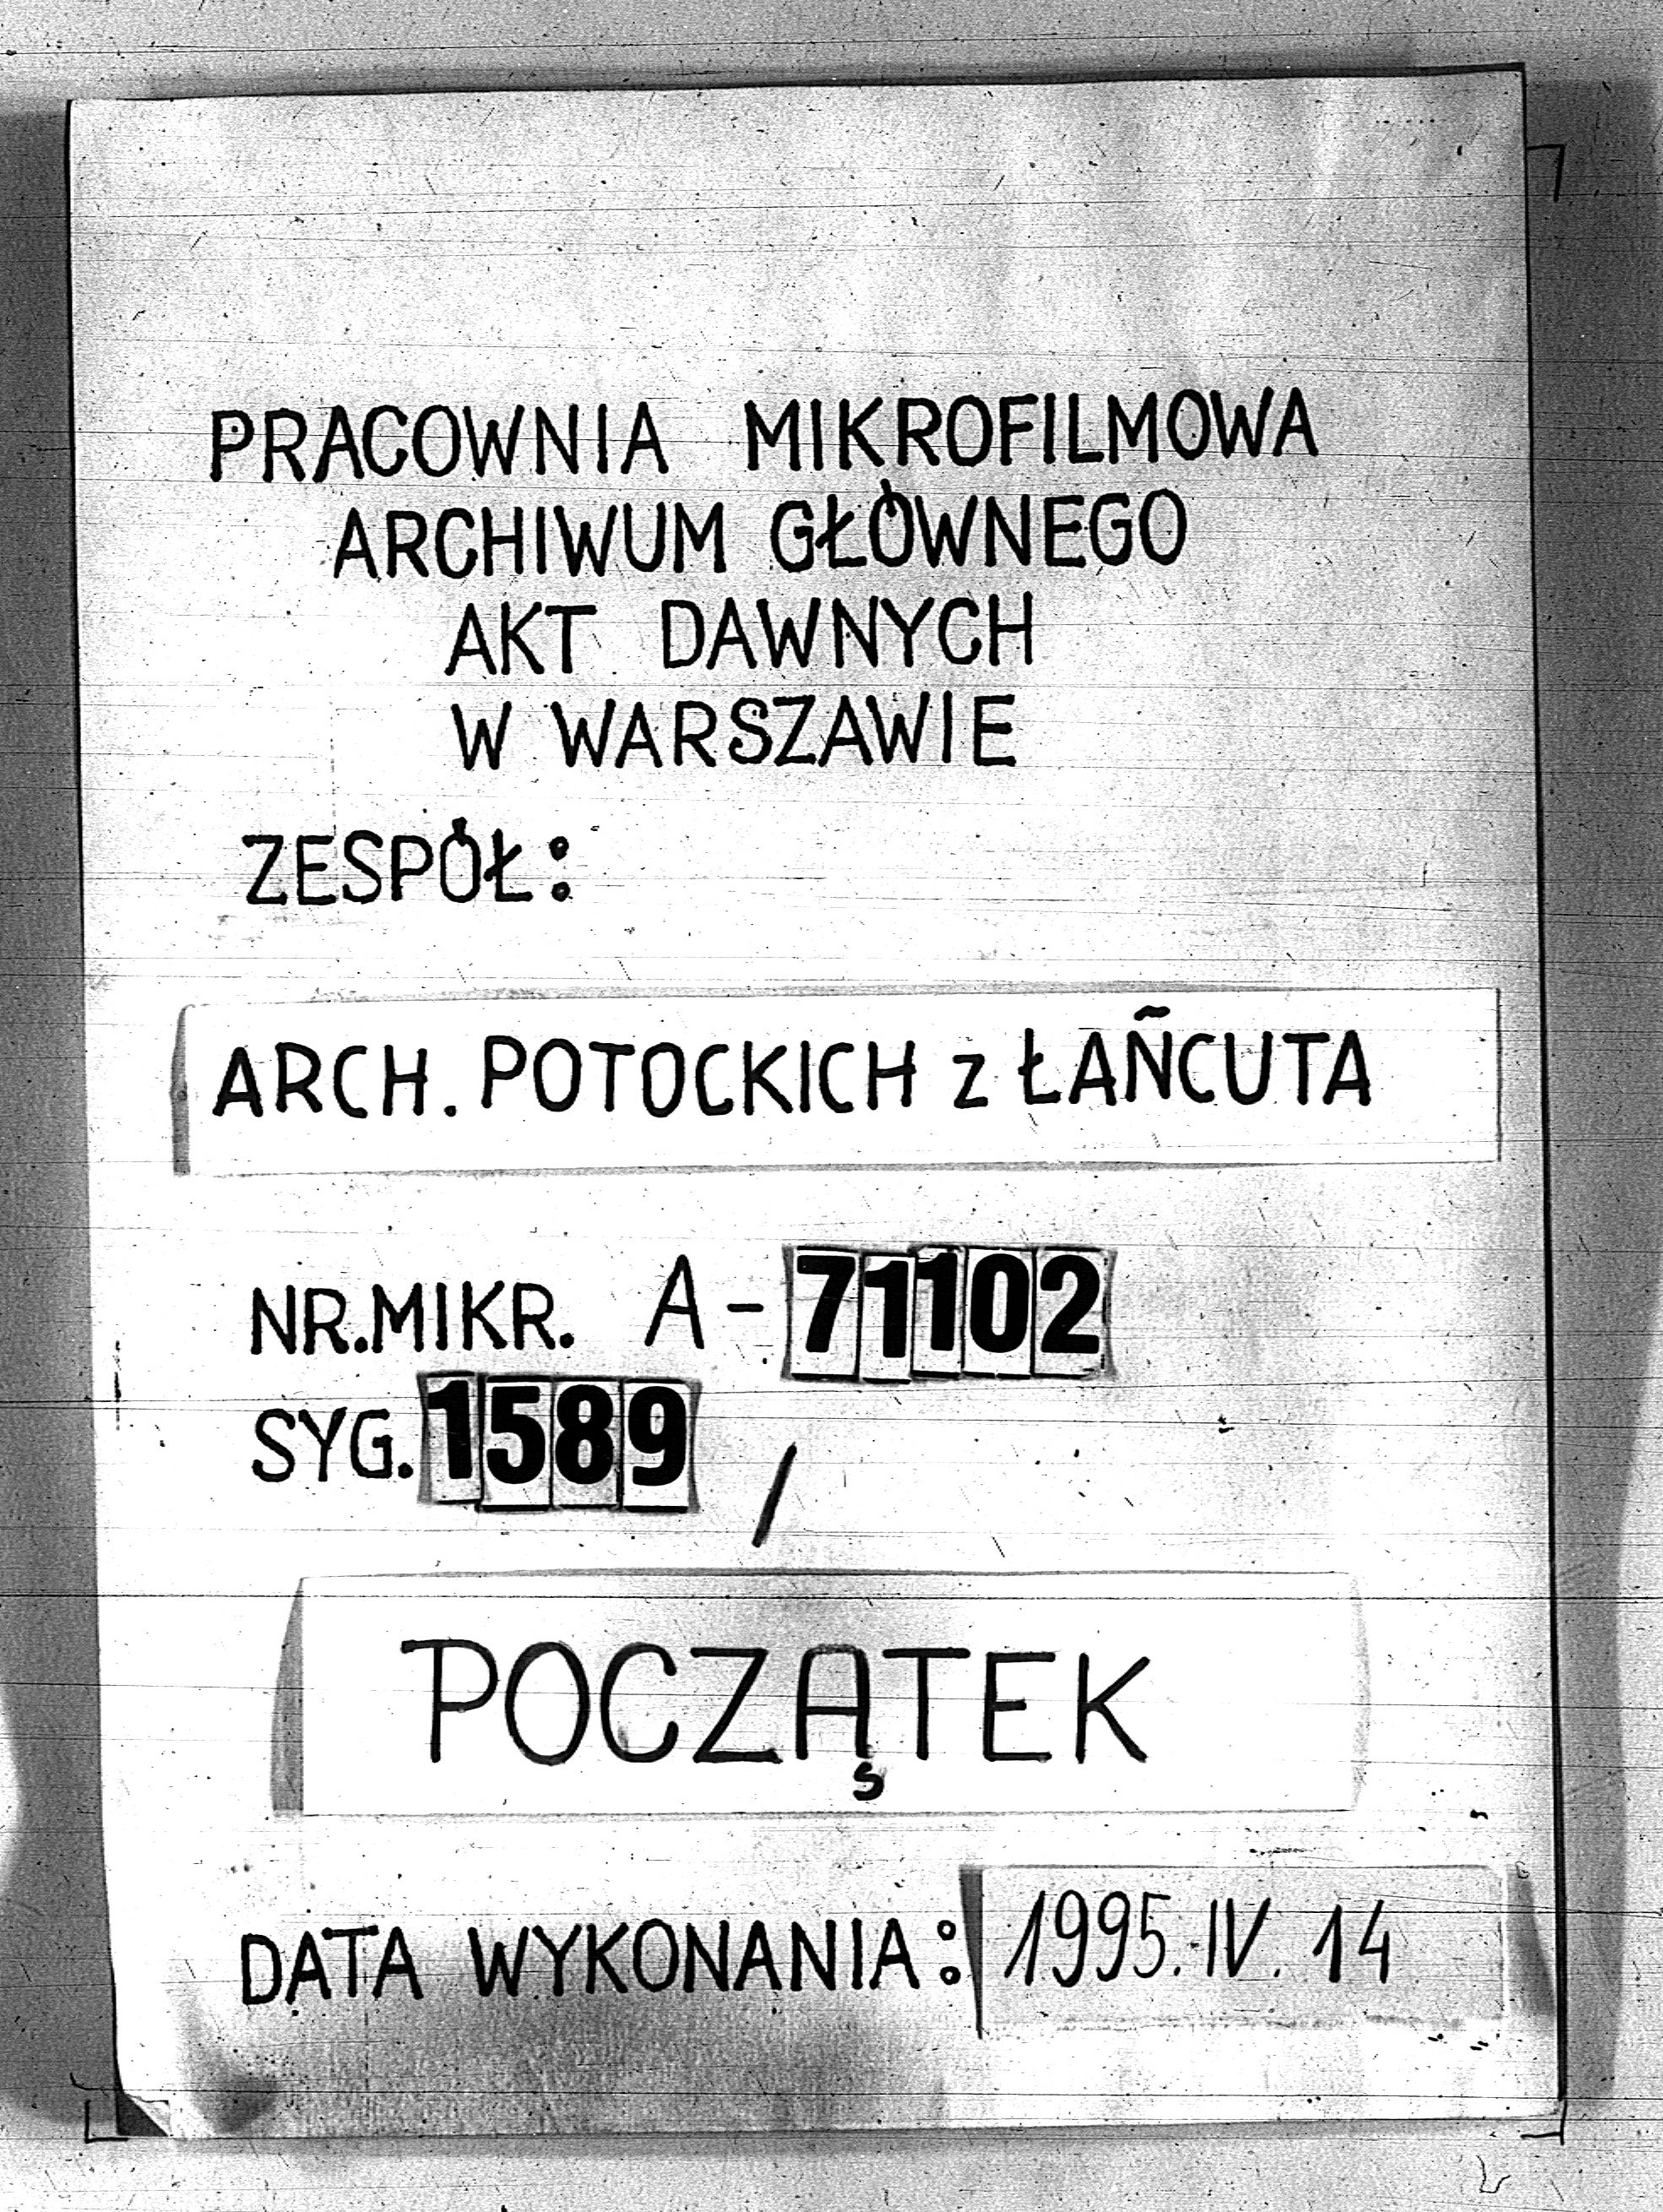 PRACOWNIA MIKROFILMOWA
ARCHIWUM GŁÓWNEGO
AKT DAWNYCH
W WARSZAWIE
ZESPÓŁ:
ARCH. POTOCKICH z ŁAŃCUTA
NR.MIKR. A-71102
SYG. 1589 /
POCZĄTEK
DATA WYKONANIA: 1995.IV.14